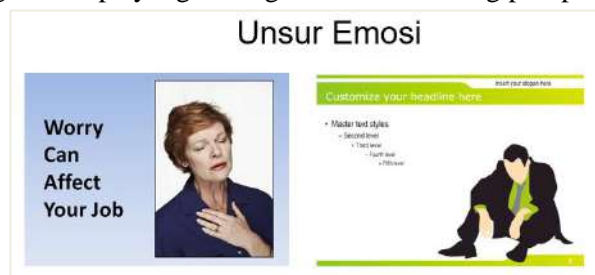 Unsur Emosi
Worry
Can
Affect
Your Job
Insert your slogan here
Customize your headline here
• Master text styles
– Second level
• Third level
– Fourth level
» Fifth level